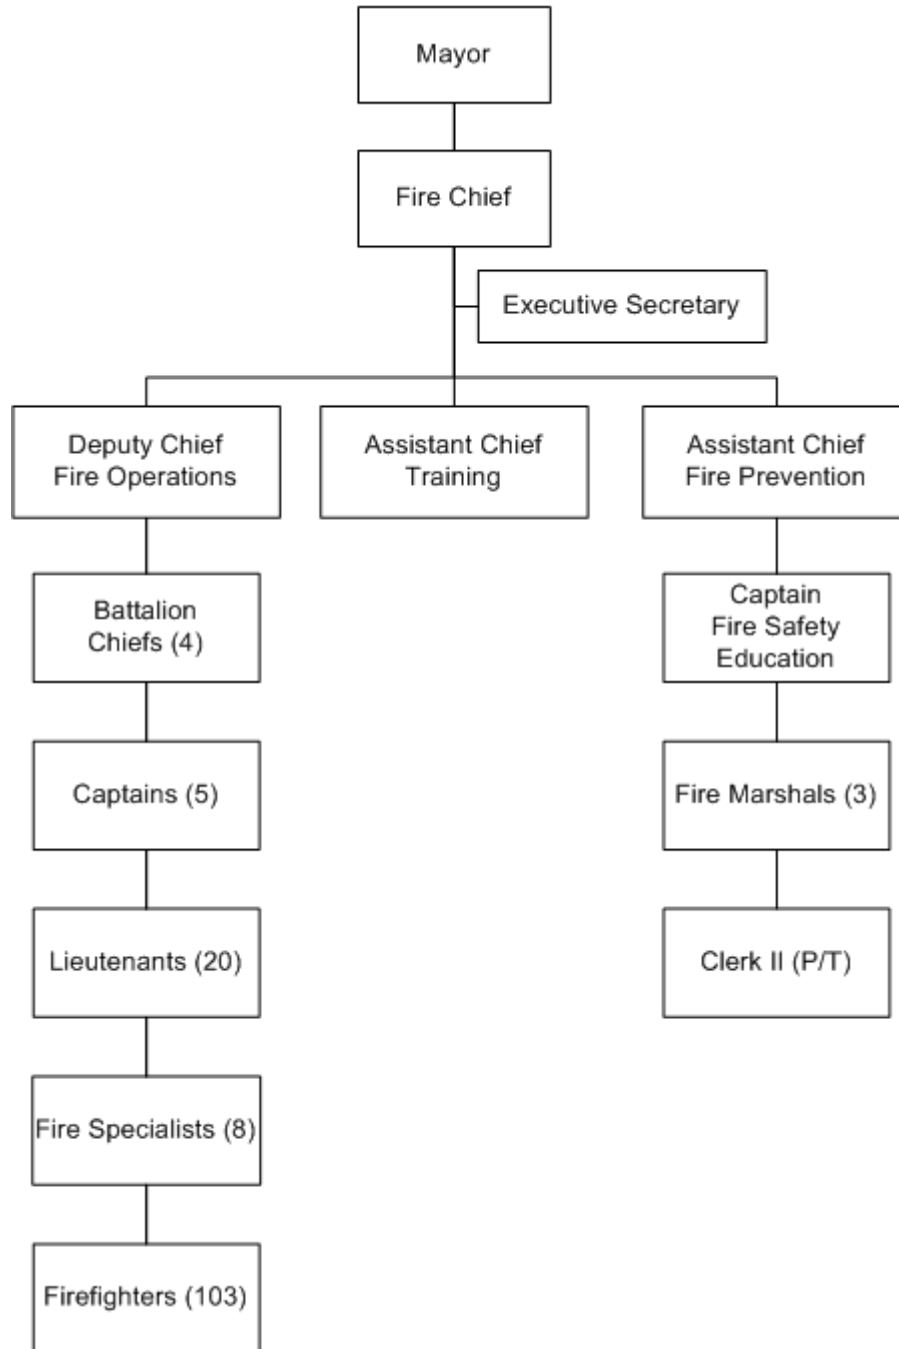 Mayor
Fire Chief
Executive Secretary
Deputy Chief
Fire Operations
Assistant Chief
Training
Assistant Chief
Fire Prevention
Battalion
Chiefs (4)
Captain
Fire Safety
Education
Captains (5)
Fire Marshals (3)
Lieutenants (20)
Clerk II (P/T)
Fire Specialists (8)
Firefighters (103)